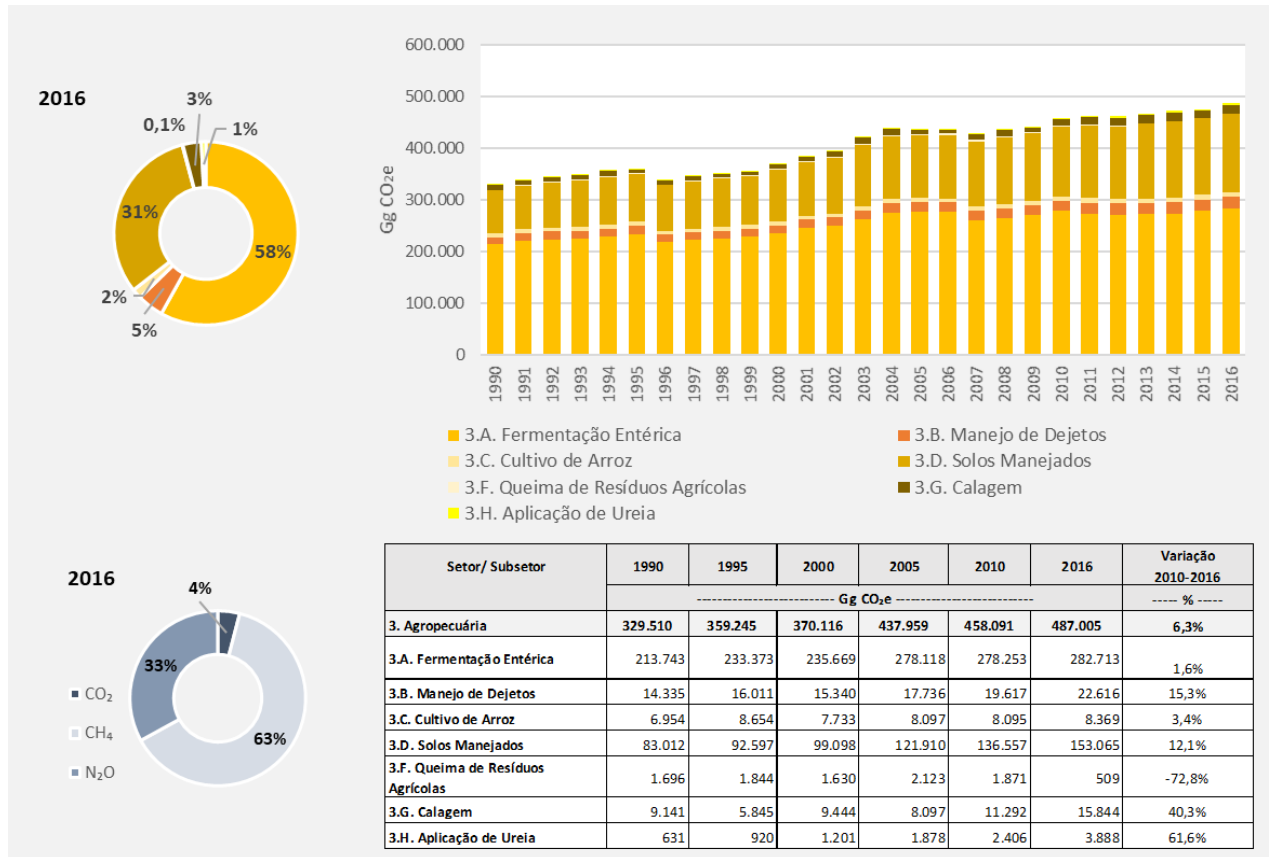 2016
3%
0,1%
1%
31%
58%
2%
5%
Gg CO₂e
600.000
500.000
400.000
300.000
200.000
100.000
0
1990 1991 1992 1993 1994 1995 1996 1997 1998 1999 2000 2001 2002 2003 2004 2005 2006 2007 2008 2009 2010 2011 2012 2013 2014 2015 2016
3.A. Fermentação Entérica 3.B. Manejo de Dejetos
3.C. Cultivo de Arroz 3.D. Solos Manejados
3.F. Queima de Resíduos Agrícolas 3.G. Calagem
3.H. Aplicação de Ureia
2016
4%
33%
63%
CO₂
CH₄
N₂O
Setor/ Subsetor 1990 1995 2000 2005 2010 2016 Variação
2010-2016
--------------------------- Gg CO₂e --------------------------- ----- % -----
3. Agropecuária 329.510 359.245 370.116 437.959 458.091 487.005 6,3%
3.A. Fermentação Entérica 213.743 233.373 235.669 278.118 278.253 282.713 1,6%
3.B. Manejo de Dejetos 14.335 16.011 15.340 17.736 19.617 22.616 15,3%
3.C. Cultivo de Arroz 6.954 8.654 7.733 8.097 8.095 8.369 3,4%
3.D. Solos Manejados 83.012 92.597 99.098 121.910 136.557 153.065 12,1%
3.F. Queima de Resíduos
Agrícolas 1.696 1.844 1.630 2.123 1.871 509 -72,8%
3.G. Calagem 9.141 5.845 9.444 8.097 11.292 15.844 40,3%
3.H. Aplicação de Ureia 631 920 1.201 1.878 2.406 3.888 61,6%